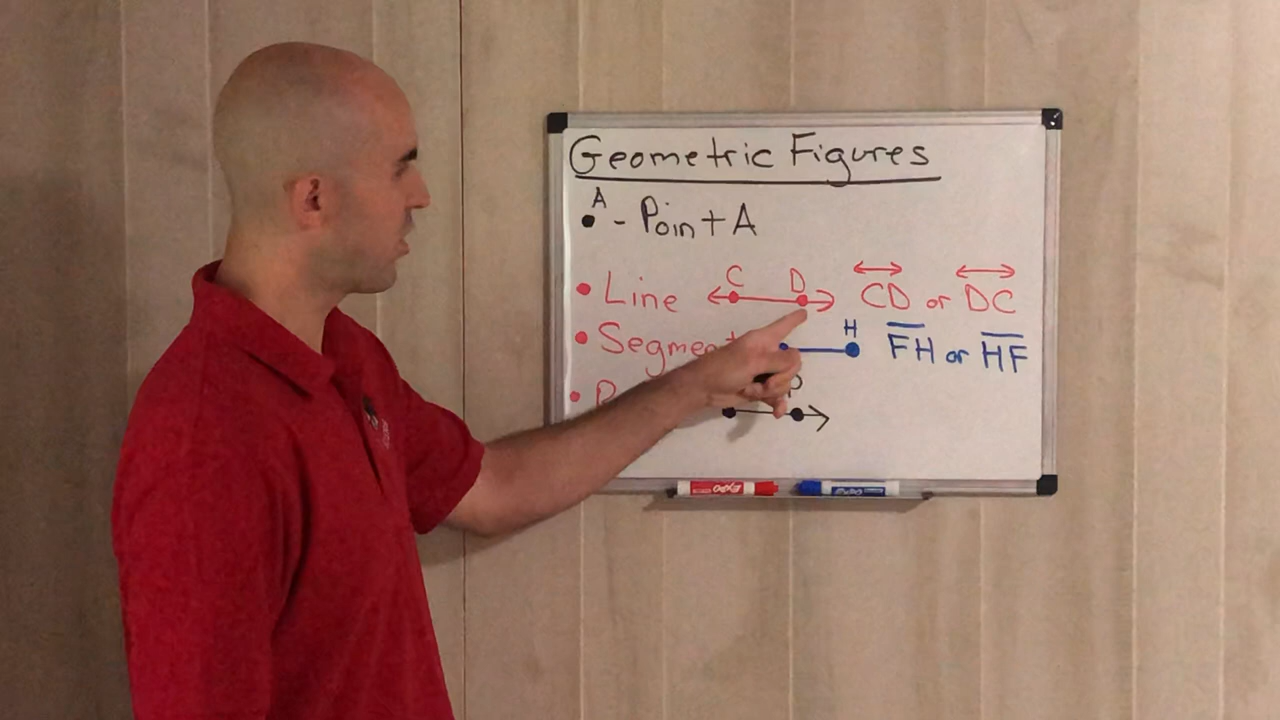 Geometric Figures
A
• - Point A
• Line C D CD or DC
• Segment H FH or HF
• P